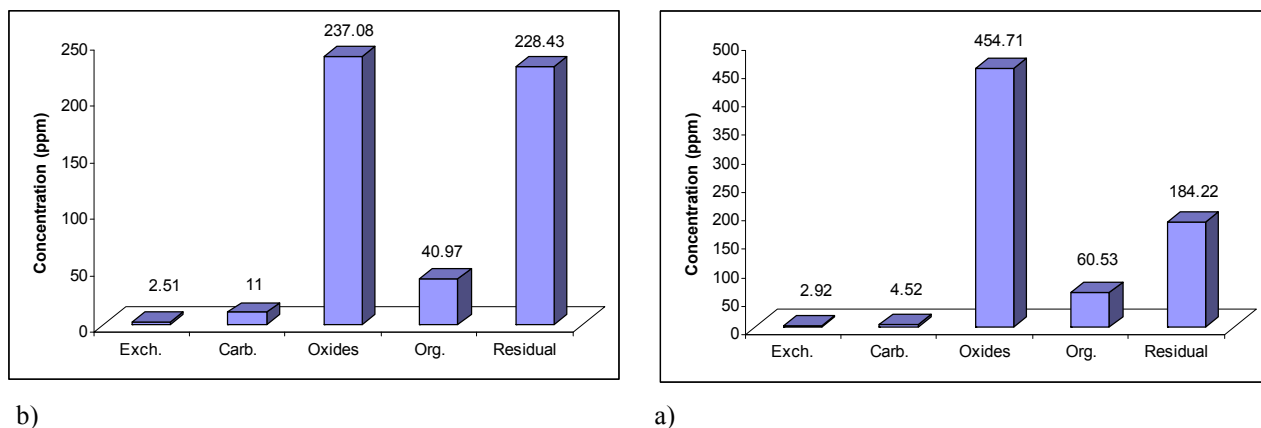 Concentration (ppm)
250
200
150
100
50
0
2.51
11
237.08
40.97
228.43
Exch.
Carb.
Oxides
Org.
Residual
b)
Concentration (ppm)
500
450
400
350
300
250
200
150
100
50
0
2.92
4.52
454.71
60.53
184.22
Exch.
Carb.
Oxides
Org.
Residual
a)